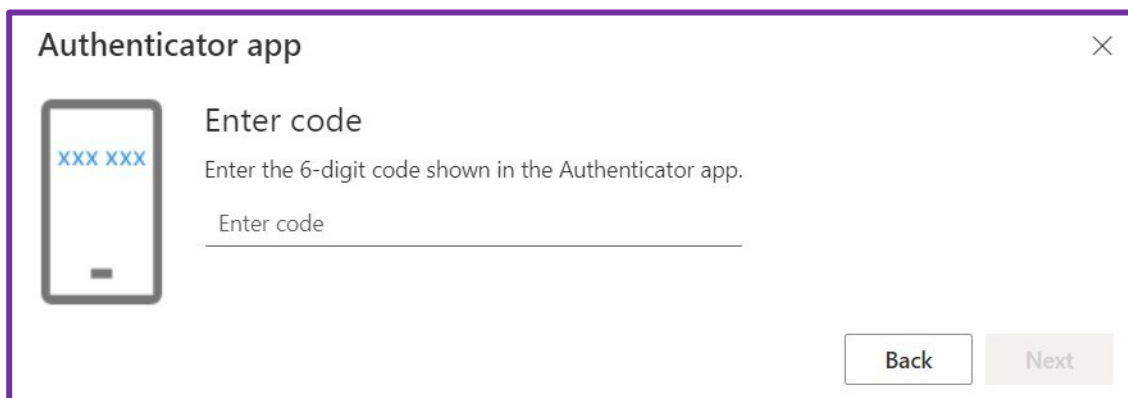 Authenticator app
Enter code
XXX XXX
Enter the 6-digit code shown in the Authenticator app.
Enter code
Back
Next